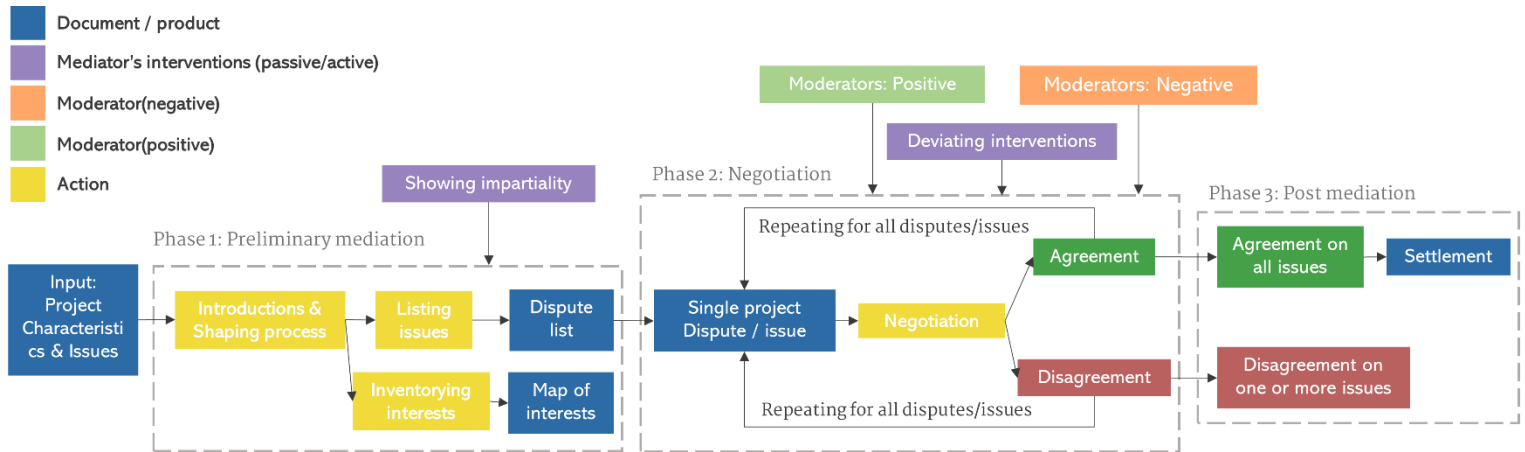 Document / product
Mediator's interventions (passive/active)
Moderator(negative)
Moderator(positive)
Action
Moderators: Positive
Moderators: Negative
Deviating interventions
Showing impartiality
Phase 1: Preliminary mediation
Phase 2: Negotiation
Phase 3: Post mediation
Input:
Project
Characteristi
cs & Issues
Introductions &
Shaping process
Listing
issues
Dispute
list
Inventorying
interests
Map of
interests
Repeating for all disputes/issues
Single project
Dispute / issue
Negotiation
Agreement
Disagreement
Repeating for all disputes/issues
Agreement on
all issues
Settlement
Disagreement on
one or more issues